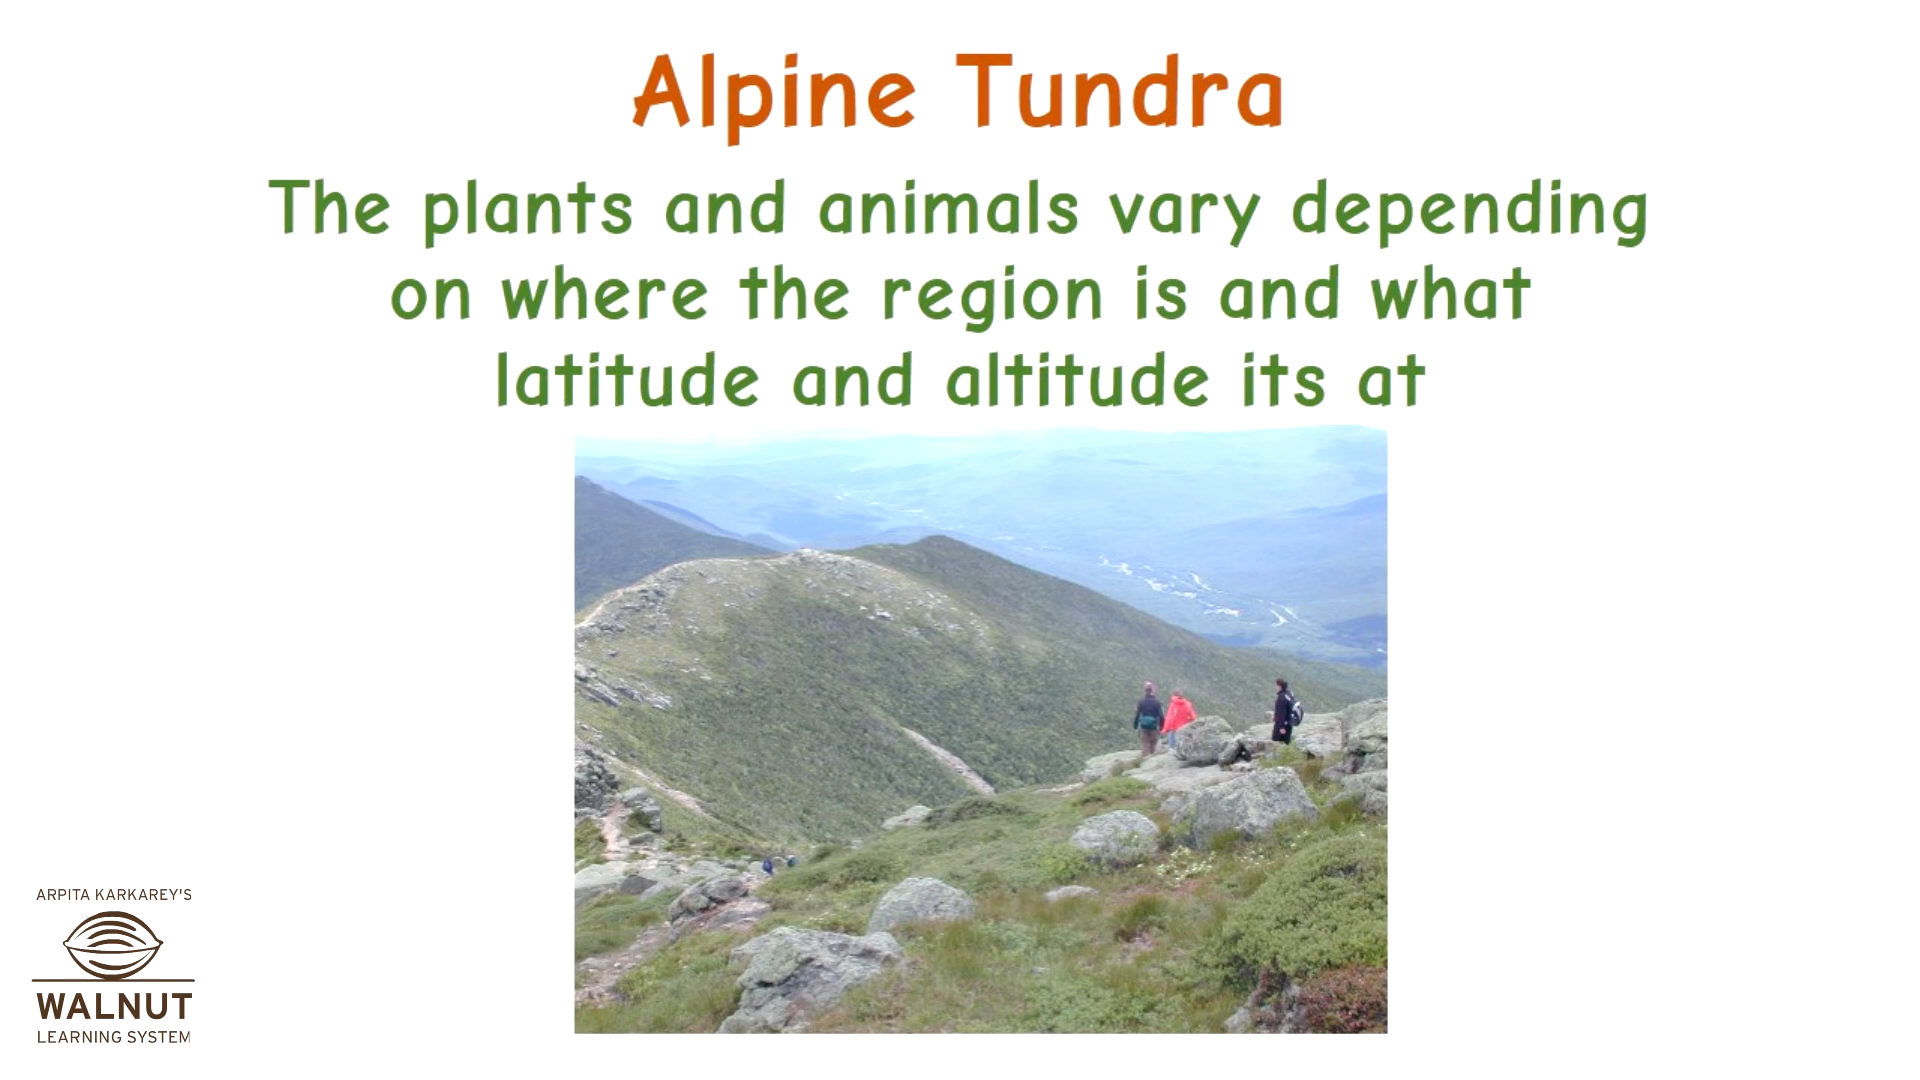 Alpine Tundra
The plants and animals vary depending
on where the region is and what
latitude and altitude its at
ARPITA KARKAREY'S
WALNUT
LEARNING SYSTEM